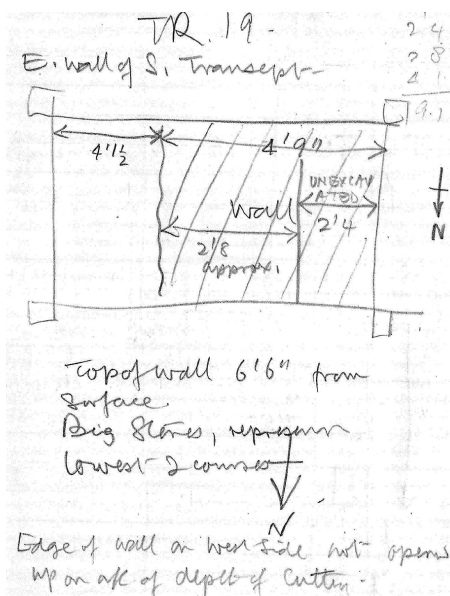 TR. 19
2 4
2 8
4 1
9.1
E. wall of S. Transept
4'1½
4'9"
UNEXCAV
ATED
Wall
2'4
2'8
approx.
N
Top of wall 6'6" from
surface
Big Stones, represen
lowest 2 courses
N
Edge of wall on west side not opened
up on a/c of depth of cutting.